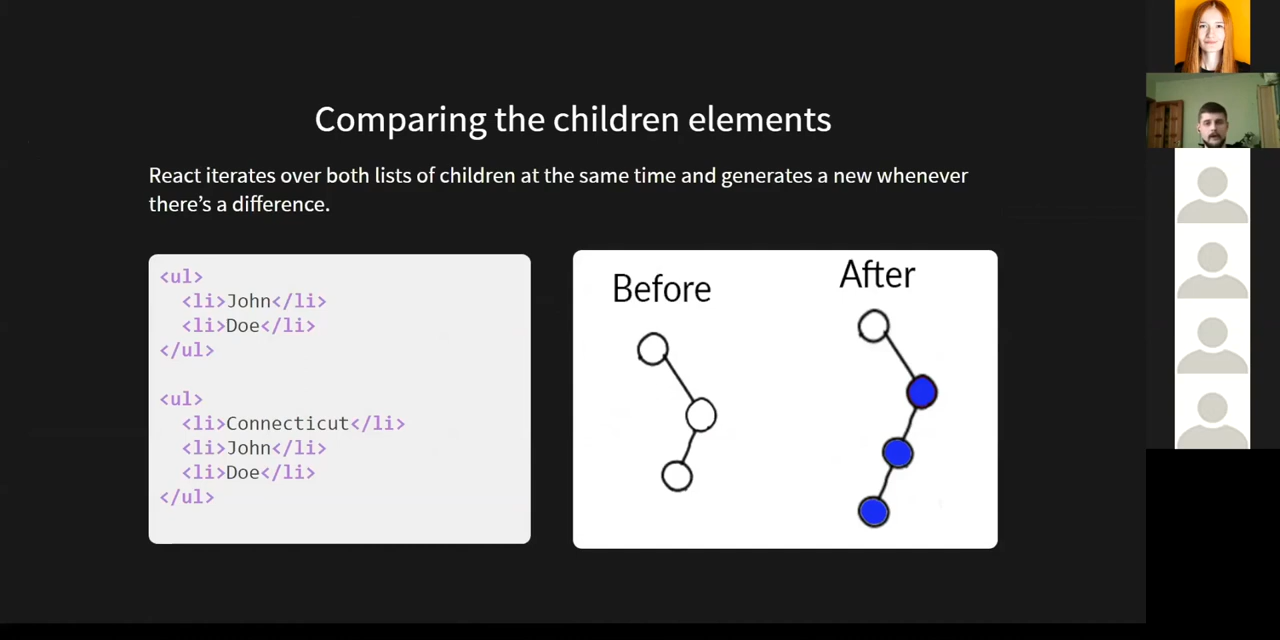 Comparing the children elements
React iterates over both lists of children at the same time and generates a new whenever
there's a difference.
<ul>
<li>John</li>
<li>Doe</li>
</ul>
<ul>
<li>Connecticut</li>
<li>John</li>
<li>Doe</li>
</ul>
Before
After